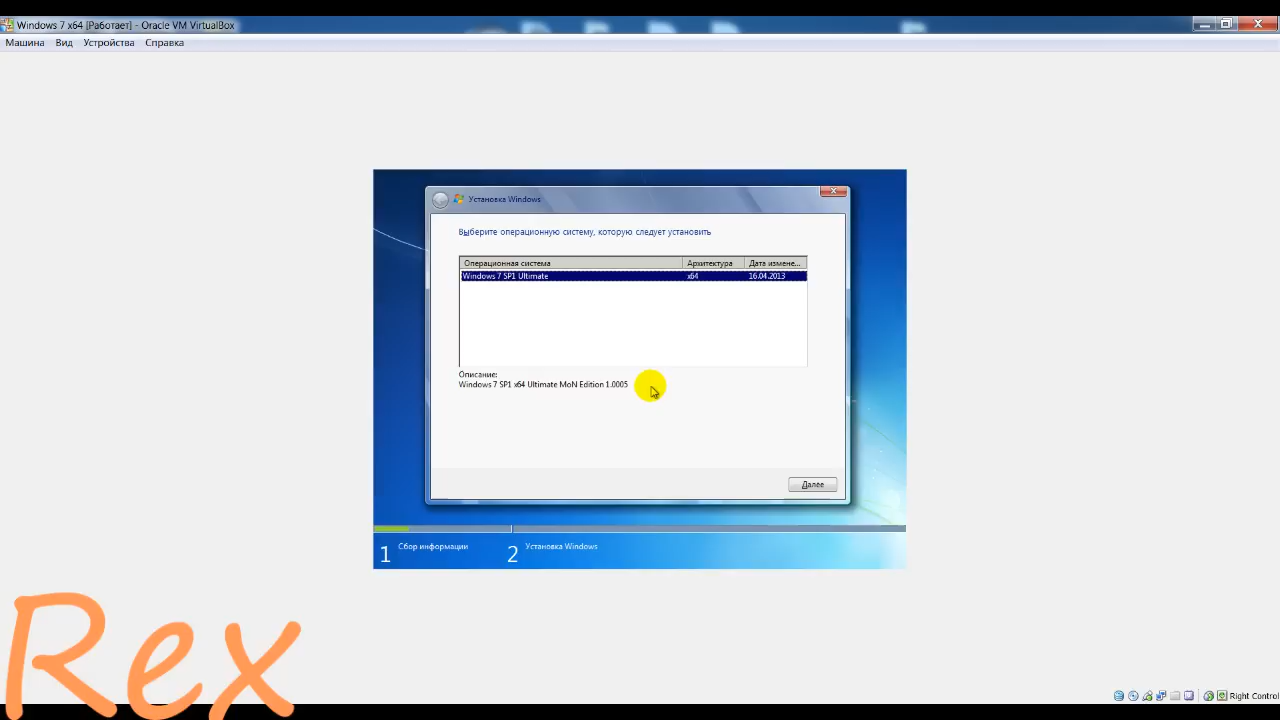 Windows 7 x64 [Работает] - Oracle VM VirtualBox
Машина Вид Устройства Справка
Установка Windows
Выберите операционную систему, которую следует установить
Операционная система Архитектура Дата измене...
Windows 7 SP1 Ultimate x64 16.04.2013
Описание:
Windows 7 SP1 x64 Ultimate MoN Edition 1.0005
Далее
1 Сбор информации 2 Установка Windows
Rex
Right Control